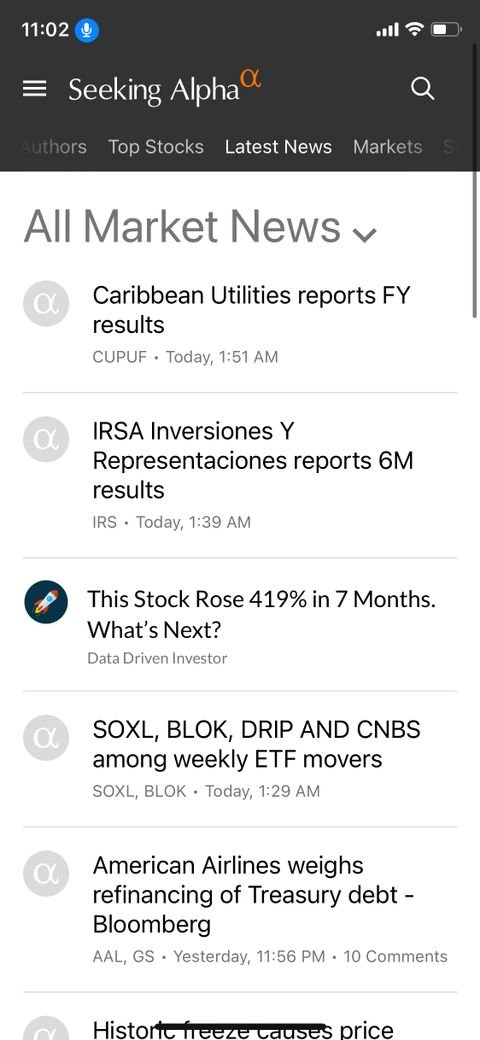 11:02
Seeking Alpha α
Authors Top Stocks Latest News Markets
All Market News
α
Caribbean Utilities reports FY
results
CUPUF • Today, 1:51 AM
α
IRSA Inversiones Y
Representaciones reports 6M
results
IRS • Today, 1:39 AM
This Stock Rose 419% in 7 Months.
What's Next?
Data Driven Investor
α
SOXL, BLOK, DRIP AND CNBS
among weekly ETF movers
SOXL, BLOK • Today, 1:29 AM
α
American Airlines weighs
refinancing of Treasury debt -
Bloomberg
AAL, GS • Yesterday, 11:56 PM • 10 Comments
α
Historic freeze causes price